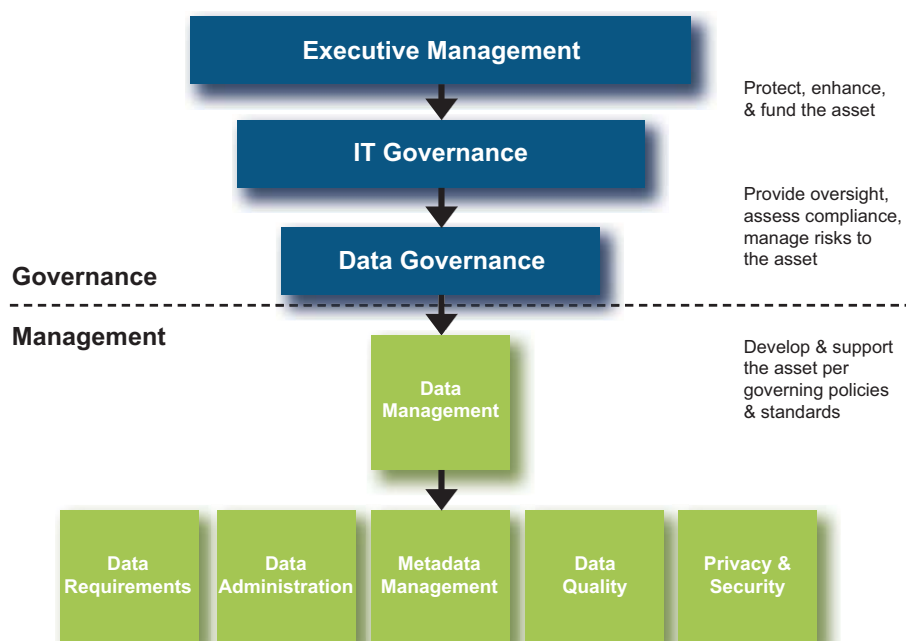 Executive Management
Protect, enhance,
& fund the asset
IT Governance
Provide oversight,
assess compliance,
manage risks to
the asset
Data Governance
Governance
Management
Develop & support
the asset per
governing policies
& standards
Data
Management
Data
Requirements
Data
Administration
Metadata
Management
Data
Quality
Privacy &
Security